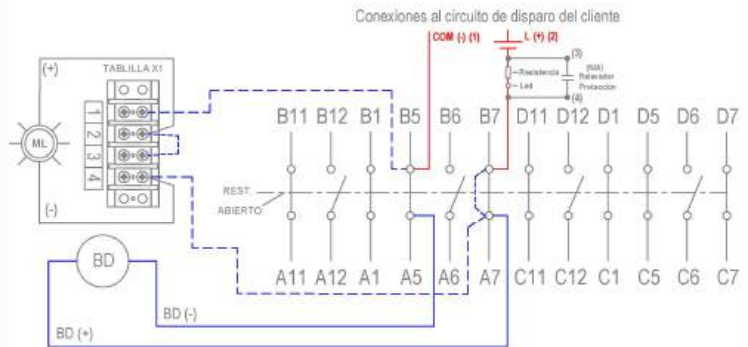 Conexiones al circuito de disparo del cliente
COM (-) (1)
L (+) (2)
(3)
Resistencia
Led
(N/A)
Relevador
Protección
(4)
(+)
TABLILLA X1
1
2
3
4
ML
(-)
B11 B12 B1 B5 B6 B7 D11 D12 D1 D5 D6 D7
REST.
ABIERTO
A11 A12 A1 A5 A6 A7 C11 C12 C1 C5 C6 C7
BD
BD (-)
BD (+)